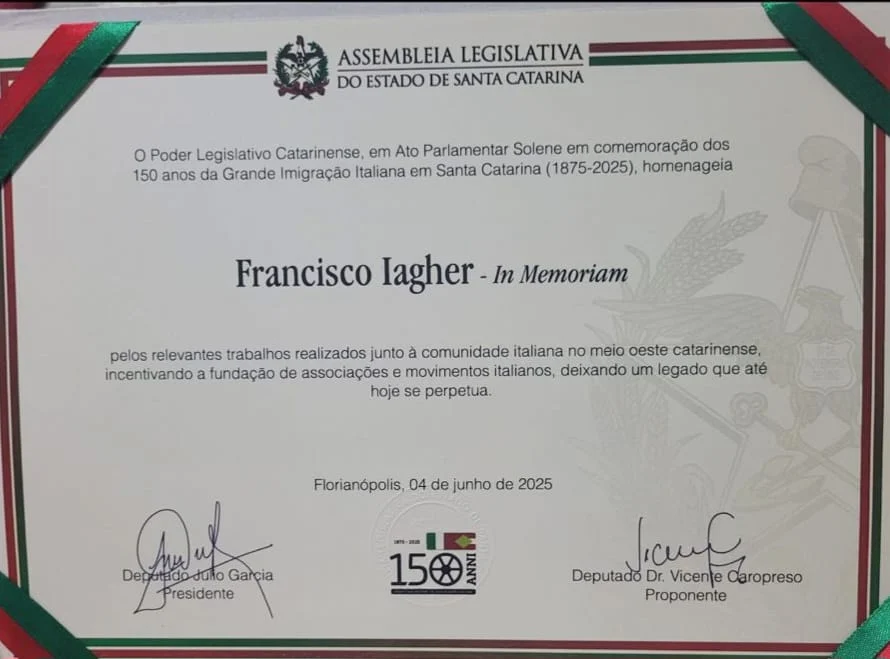 ASSEMBLEIA LEGISLATIVA
DO ESTADO DE SANTA CATARINA
O Poder Legislativo Catarinense, em Ato Parlamentar Solene em comemoração dos
150 anos da Grande Imigração Italiana em Santa Catarina (1875-2025), homenageia
Francisco Iagher - In Memoriam
pelos relevantes trabalhos realizados junto à comunidade italiana no meio oeste catarinense,
incentivando a fundação de associações e movimentos italianos, deixando um legado que até
hoje se perpetua.
Florianópolis, 04 de junho de 2025
1875 - 2025
150 ANNI
Deputado Julio Garcia
Presidente
Deputado Dr. Vicente Caropreso
Proponente